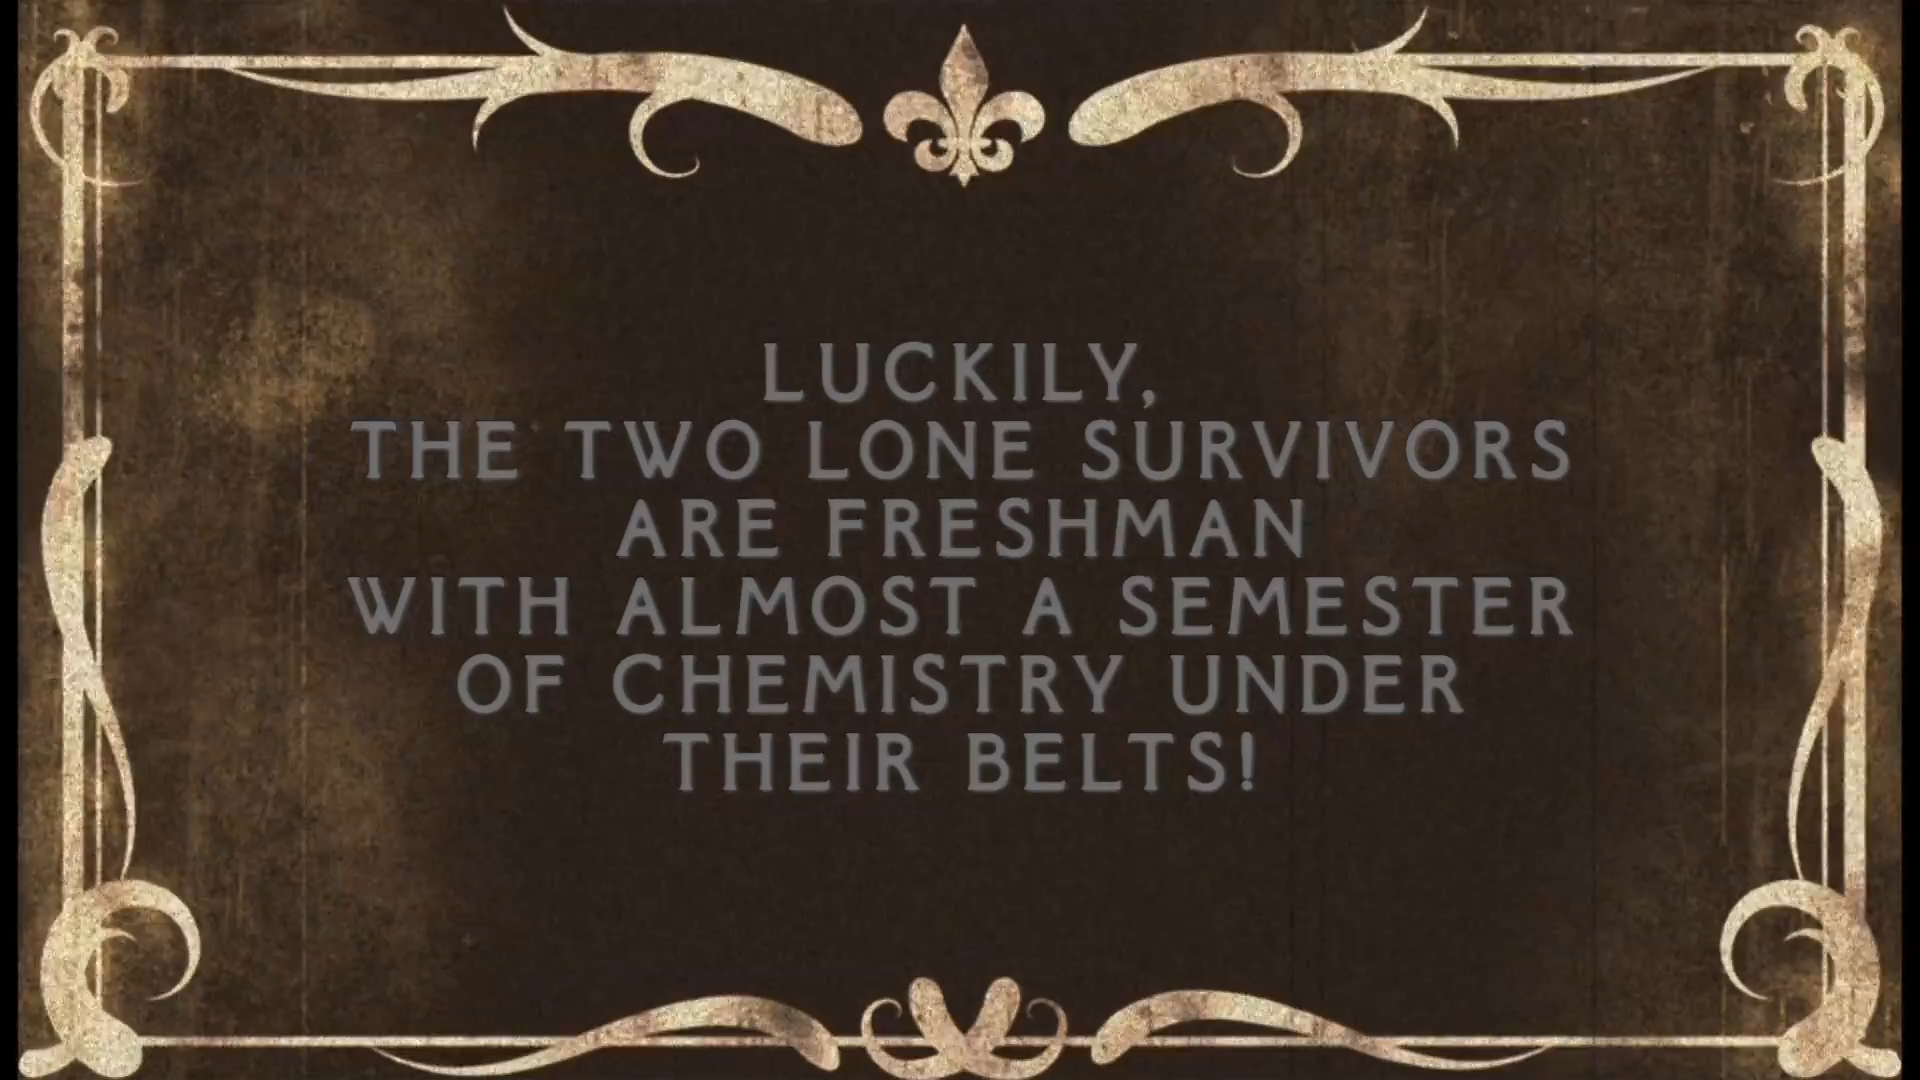 LUCKILY,
THE TWO LONE SURVIVORS
ARE FRESHMAN
WITH ALMOST A SEMESTER
OF CHEMISTRY UNDER
THEIR BELTS!